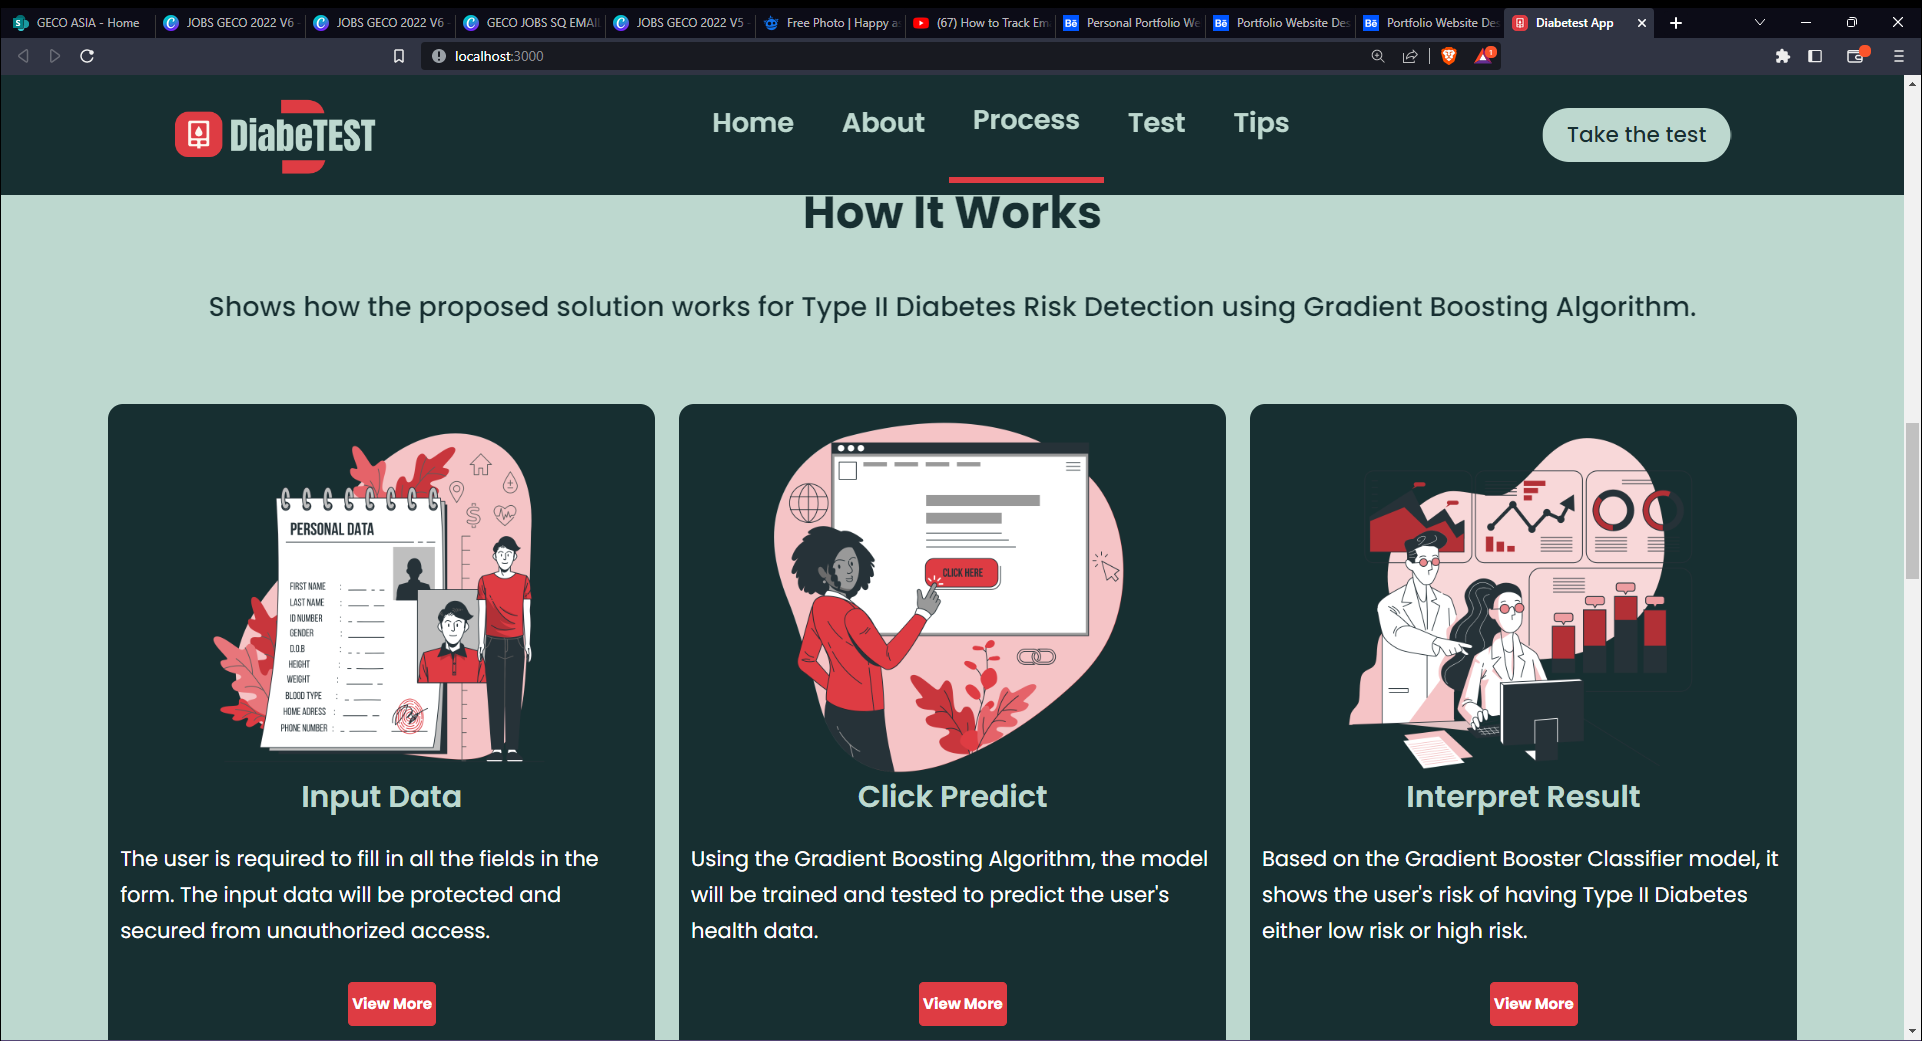 GECO ASIA - Home
JOBS GECO 2022 V6 -
JOBS GECO 2022 V6 -
GECO JOBS SQ EMAI
JOBS GECO 2022 V5 -
Free Photo | Happy a
(67) How to Track Em
Personal Portfolio We
Portfolio Website Des
Portfolio Website Des
Diabetest App
localhost:3000
1
DiabeTEST
Home
About
Process
Test
Tips
Take the test
How It Works
Shows how the proposed solution works for Type II Diabetes Risk Detection using Gradient Boosting Algorithm.
PERSONAL DATA
FIRST NAME :
LAST NAME :
ID NUMBER :
GENDER :
D.O.B :
HEIGHT :
WEIGHT :
BLOOD TYPE :
HOME ADRESS :
PHONE NUMBER :
Input Data
The user is required to fill in all the fields in the
form. The input data will be protected and
secured from unauthorized access.
View More
CLICK HERE
Click Predict
Using the Gradient Boosting Algorithm, the model
will be trained and tested to predict the user's
health data.
View More
Interpret Result
Based on the Gradient Booster Classifier model, it
shows the user's risk of having Type II Diabetes
either low risk or high risk.
View More